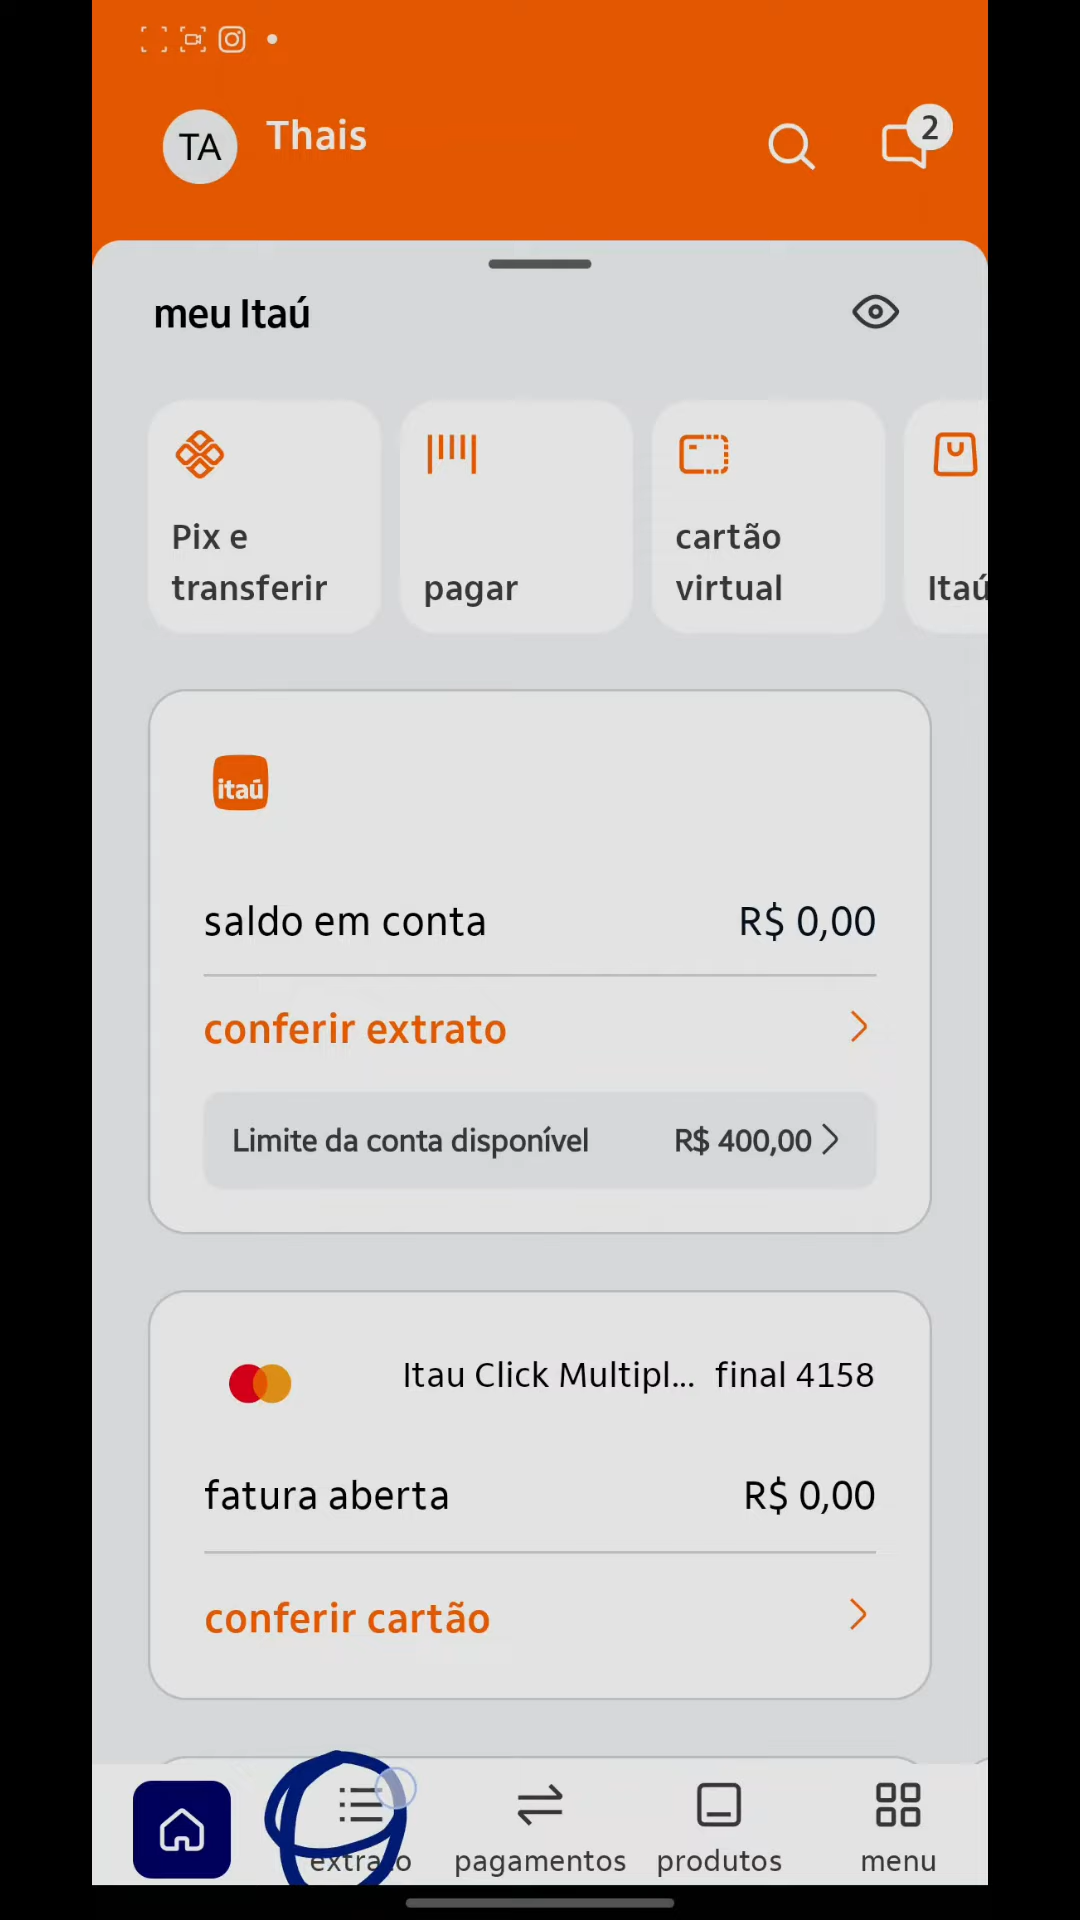 TA
Thais
2
meu Itaú
Pix e
transferir
pagar
cartão
virtual
Itaú
itaú
saldo em conta R$ 0,00
conferir extrato
Limite da conta disponível R$ 400,00
Itau Click Multipl... final 4158
fatura aberta R$ 0,00
conferir cartão
extrato
pagamentos
produtos
menu